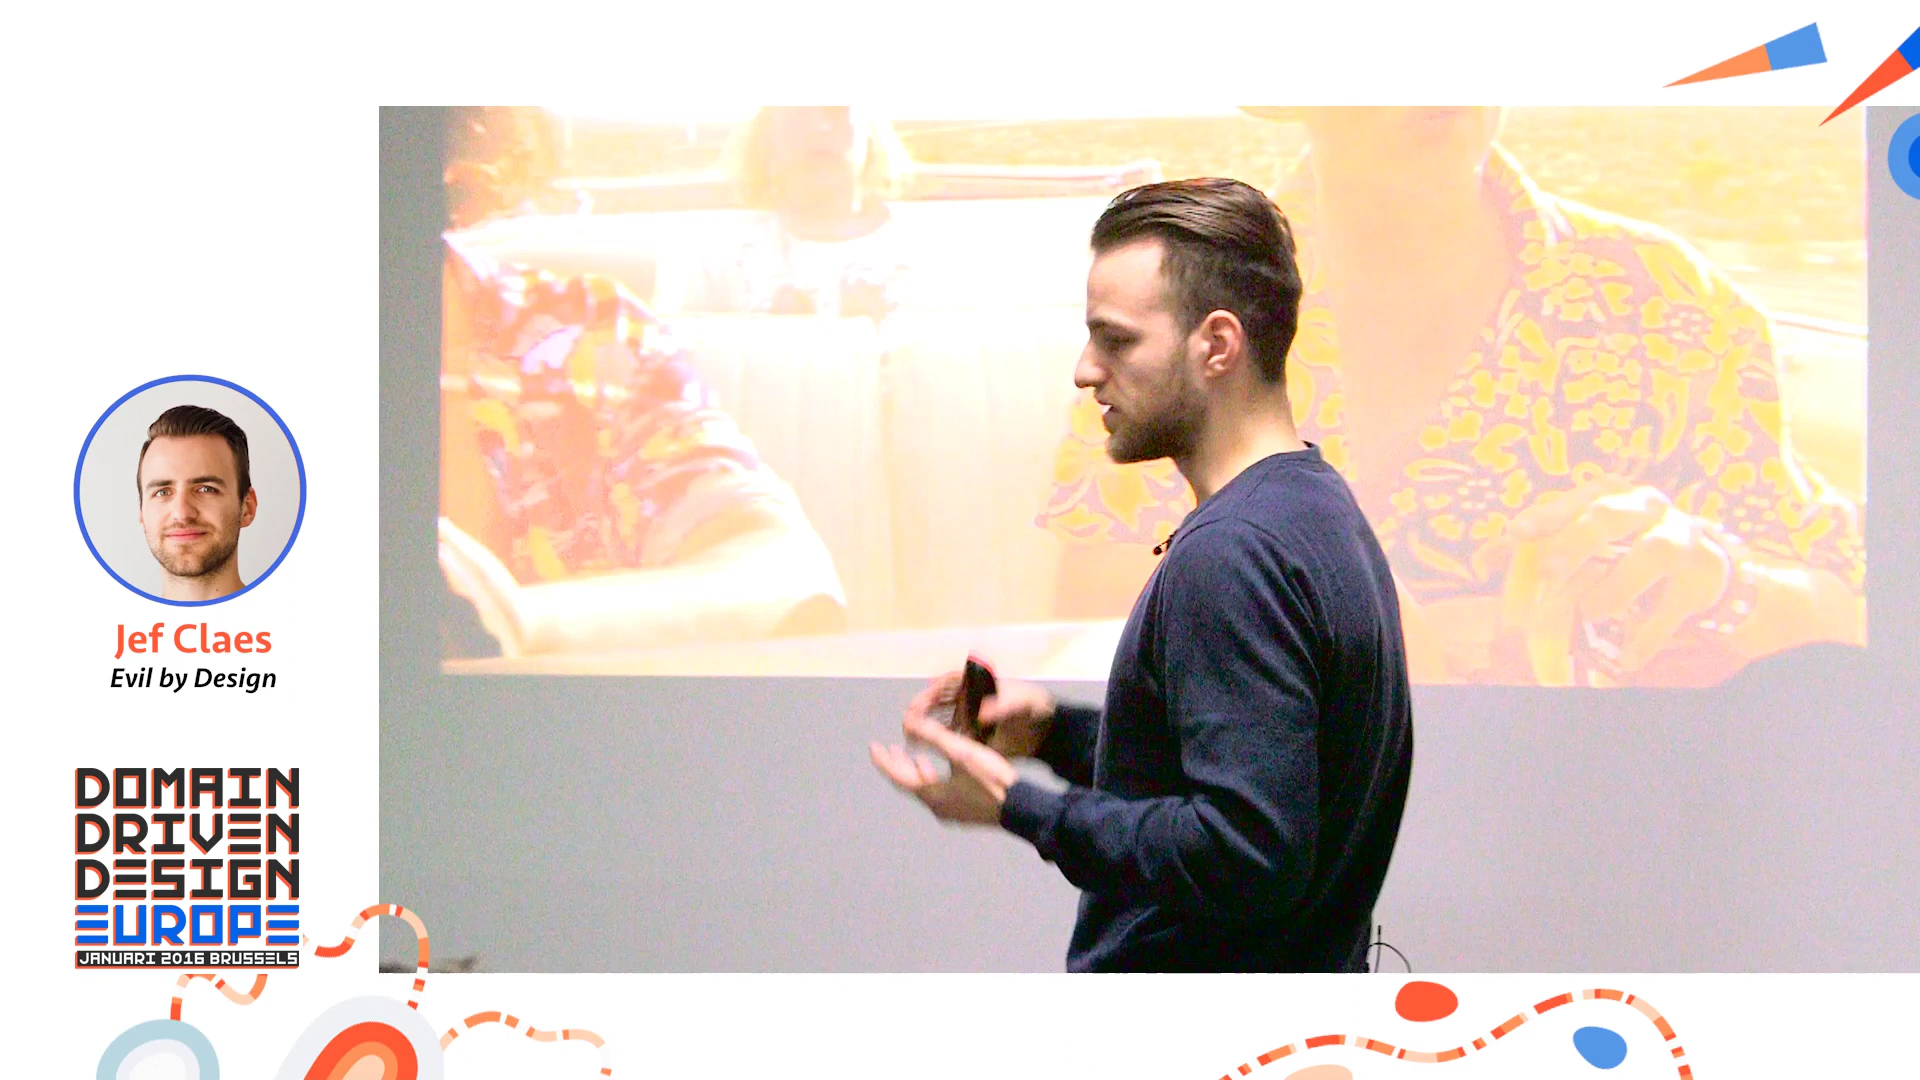 Jef Claes
Evil by Design
DOMAIN
DRIVEN
DESIGN
EUROPE
JANUARI 2016 BRUSSELS